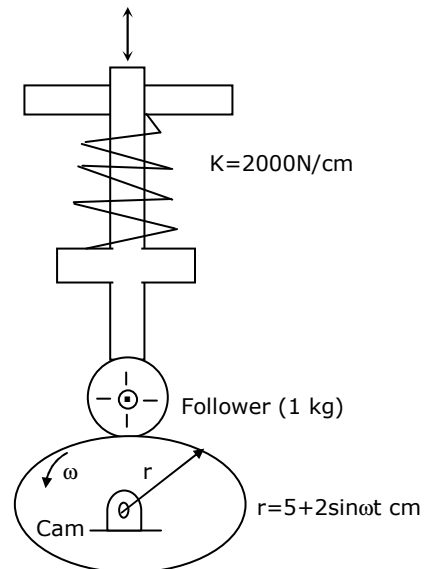 K=2000N/cm
Follower (1 kg)
ω
r
r=5+2sinωt cm
Cam